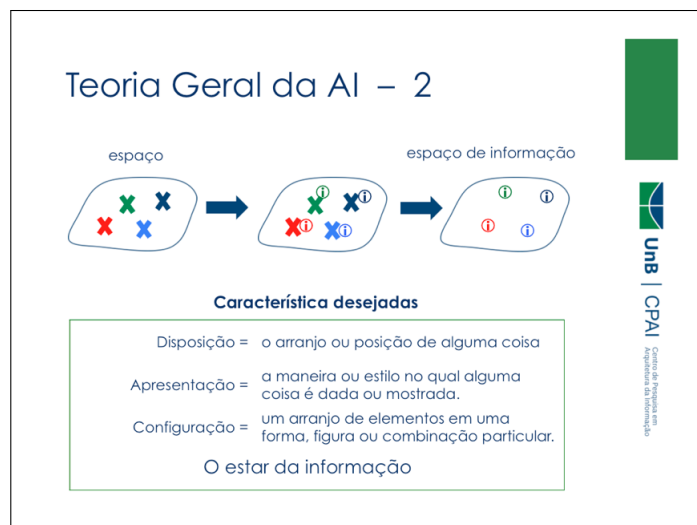 Teoria Geral da AI – 2
espaço
espaço de informação
i i
i i
i i
i i
Característica desejadas
Disposição = o arranjo ou posição de alguma coisa
Apresentação = a maneira ou estilo no qual alguma
coisa é dada ou mostrada.
Configuração = um arranjo de elementos em uma
forma, figura ou combinação particular.
O estar da informação
UnB | CPAI
Centro de Pesquisa em
Arquitetura da Informação